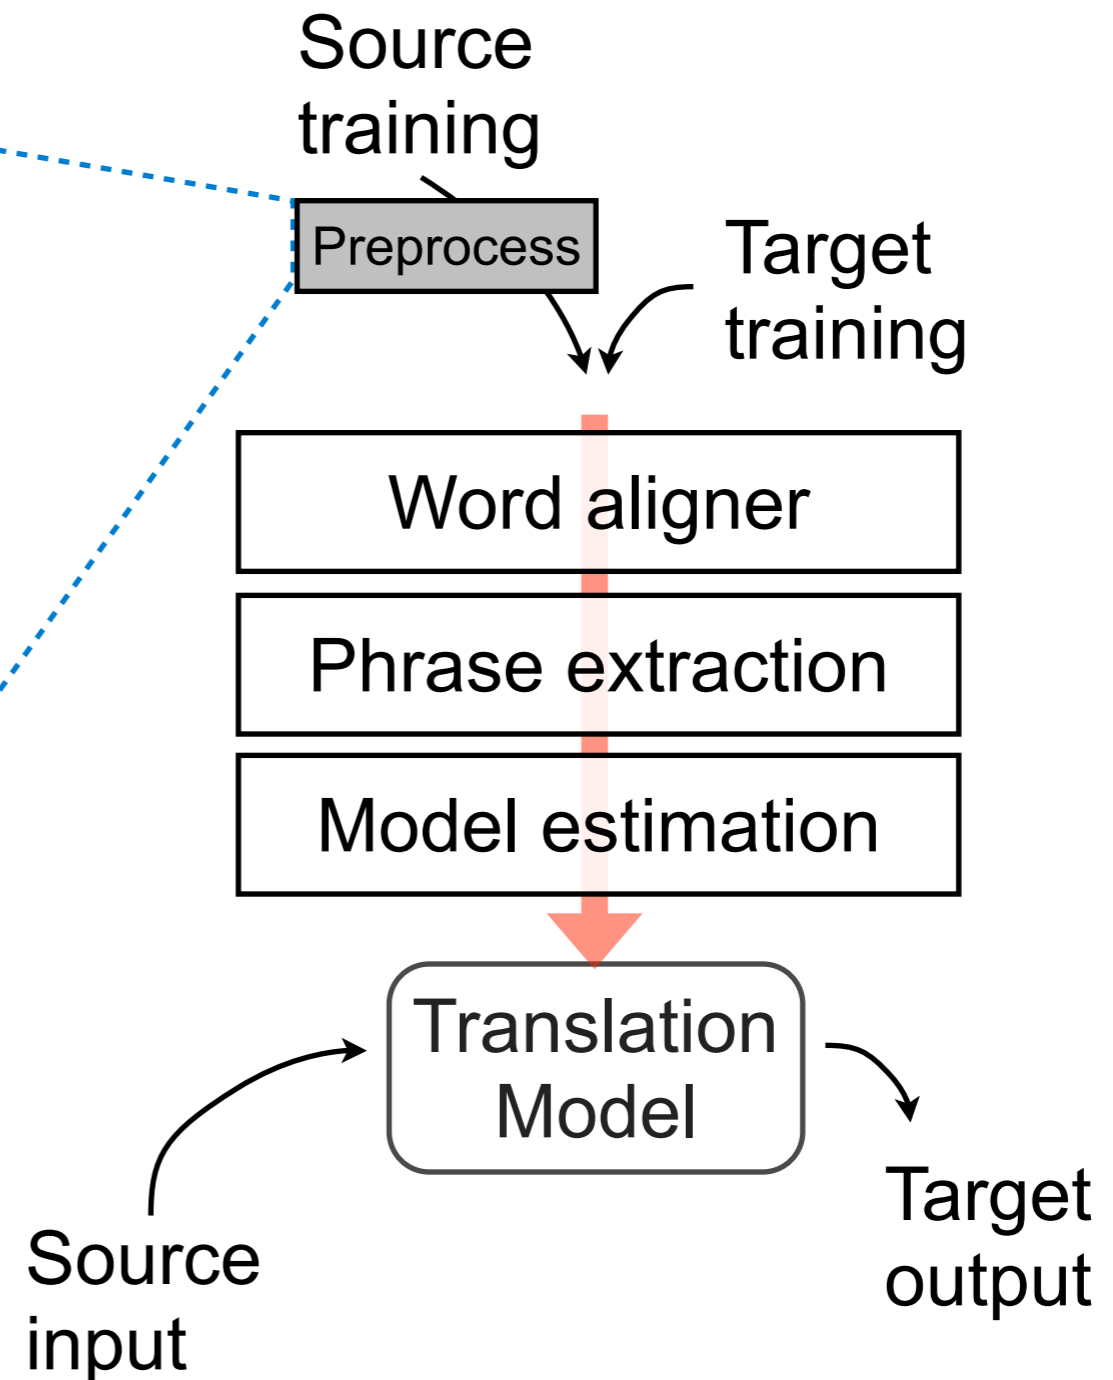 Source
training
Preprocess
Target
training
Word aligner
Phrase extraction
Model estimation
Translation
Model
Source
input
Target
output